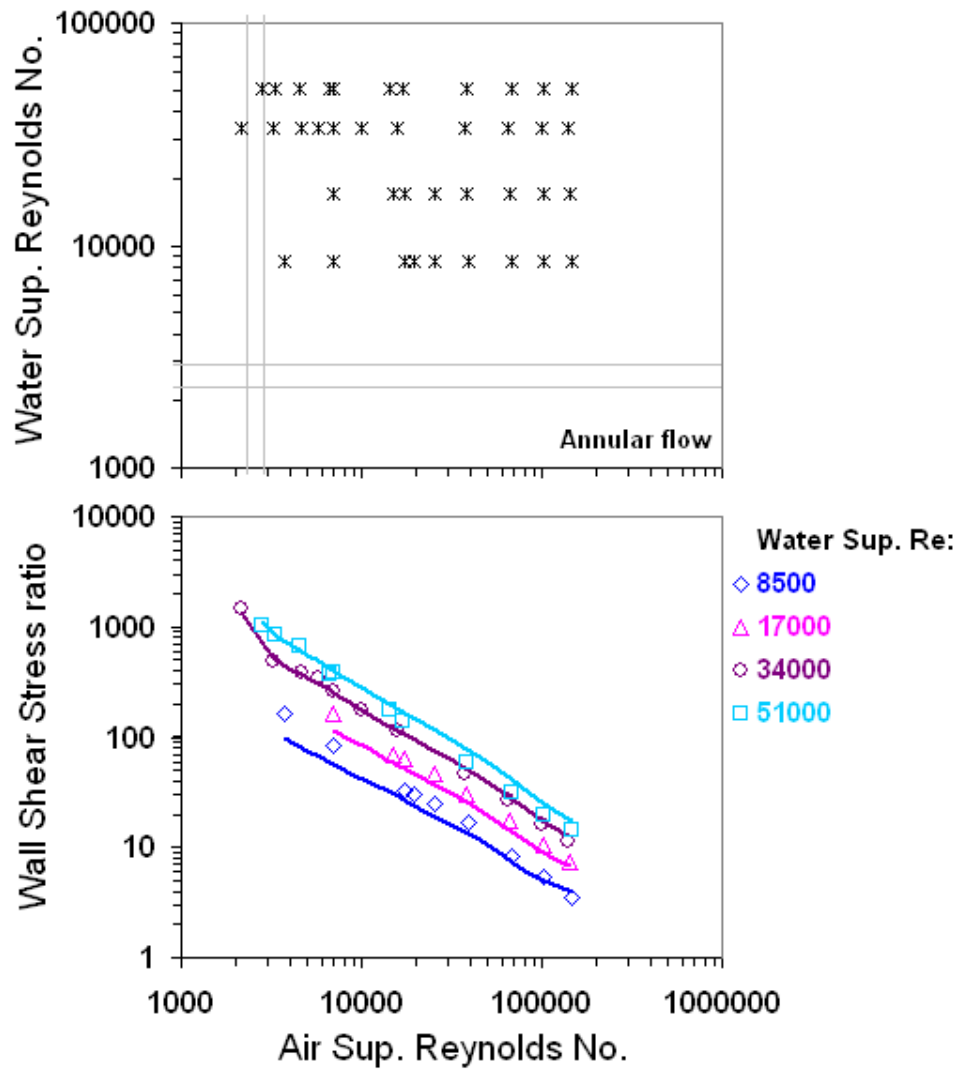 Water Sup. Reynolds No.
100000
10000
1000
Annular flow
Wall Shear Stress ratio
10000
1000
100
10
1
1000 10000 100000 1000000
Air Sup. Reynolds No.
Water Sup. Re:
8500
17000
34000
51000